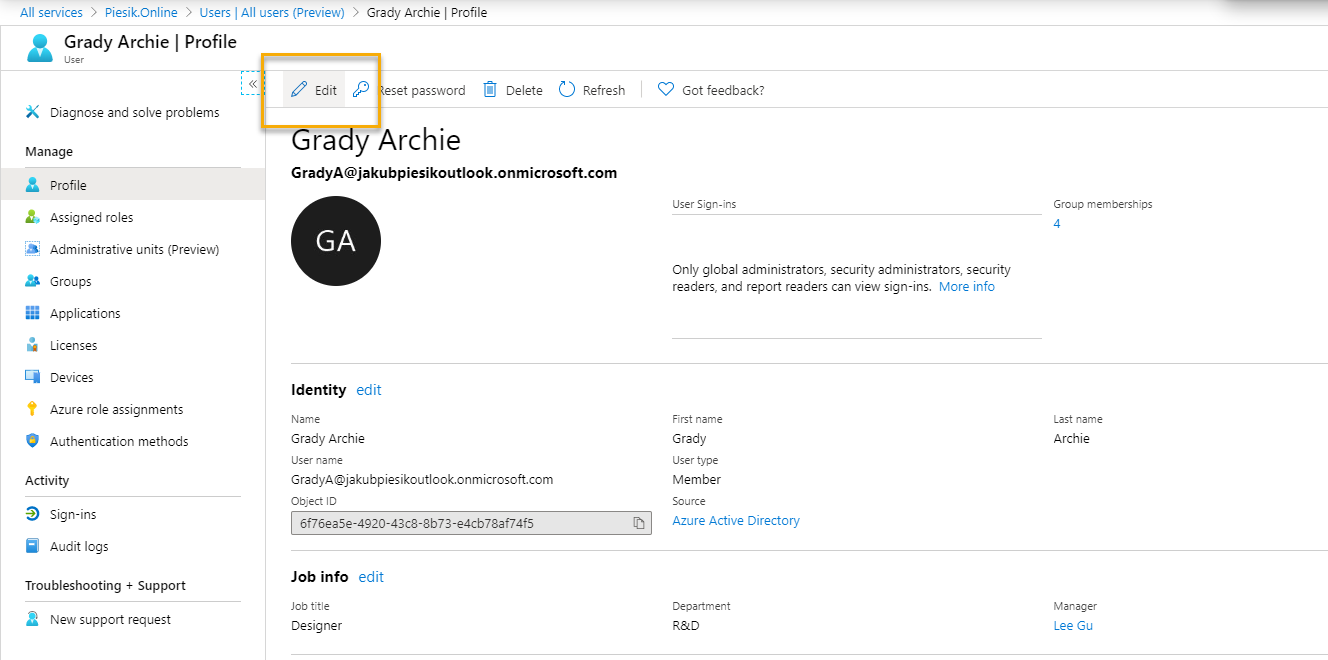 All services > Piesik.Online > Users | All users (Preview) > Grady Archie | Profile
Grady Archie | Profile
User
«
Edit Reset password Delete Refresh Got feedback?
Diagnose and solve problems
Manage
Profile
Assigned roles
Administrative units (Preview)
Groups
Applications
Licenses
Devices
Azure role assignments
Authentication methods
Activity
Sign-ins
Audit logs
Troubleshooting + Support
New support request
Grady Archie
GradyA@jakubpiesikoutlook.onmicrosoft.com
GA
User Sign-ins
Only global administrators, security administrators, security
readers, and report readers can view sign-ins. More info
Group memberships
4
Identity edit
Name
Grady Archie
First name
Grady
Last name
Archie
User name
GradyA@jakubpiesikoutlook.onmicrosoft.com
User type
Member
Object ID
6f76ea5e-4920-43c8-8b73-e4cb78af74f5
Source
Azure Active Directory
Job info edit
Job title
Designer
Department
R&D
Manager
Lee Gu